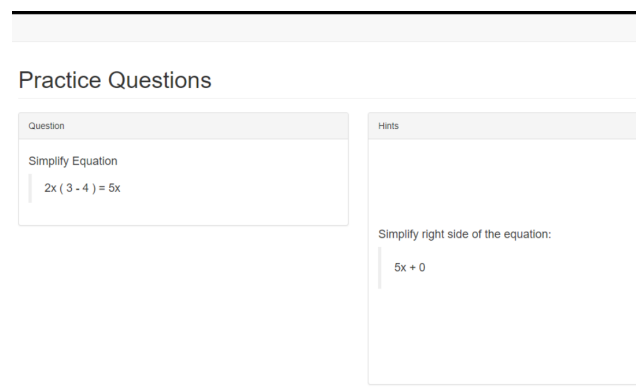 Practice Questions
Question
Simplify Equation
2x ( 3 - 4 ) = 5x
Hints
Simplify right side of the equation:
5x + 0